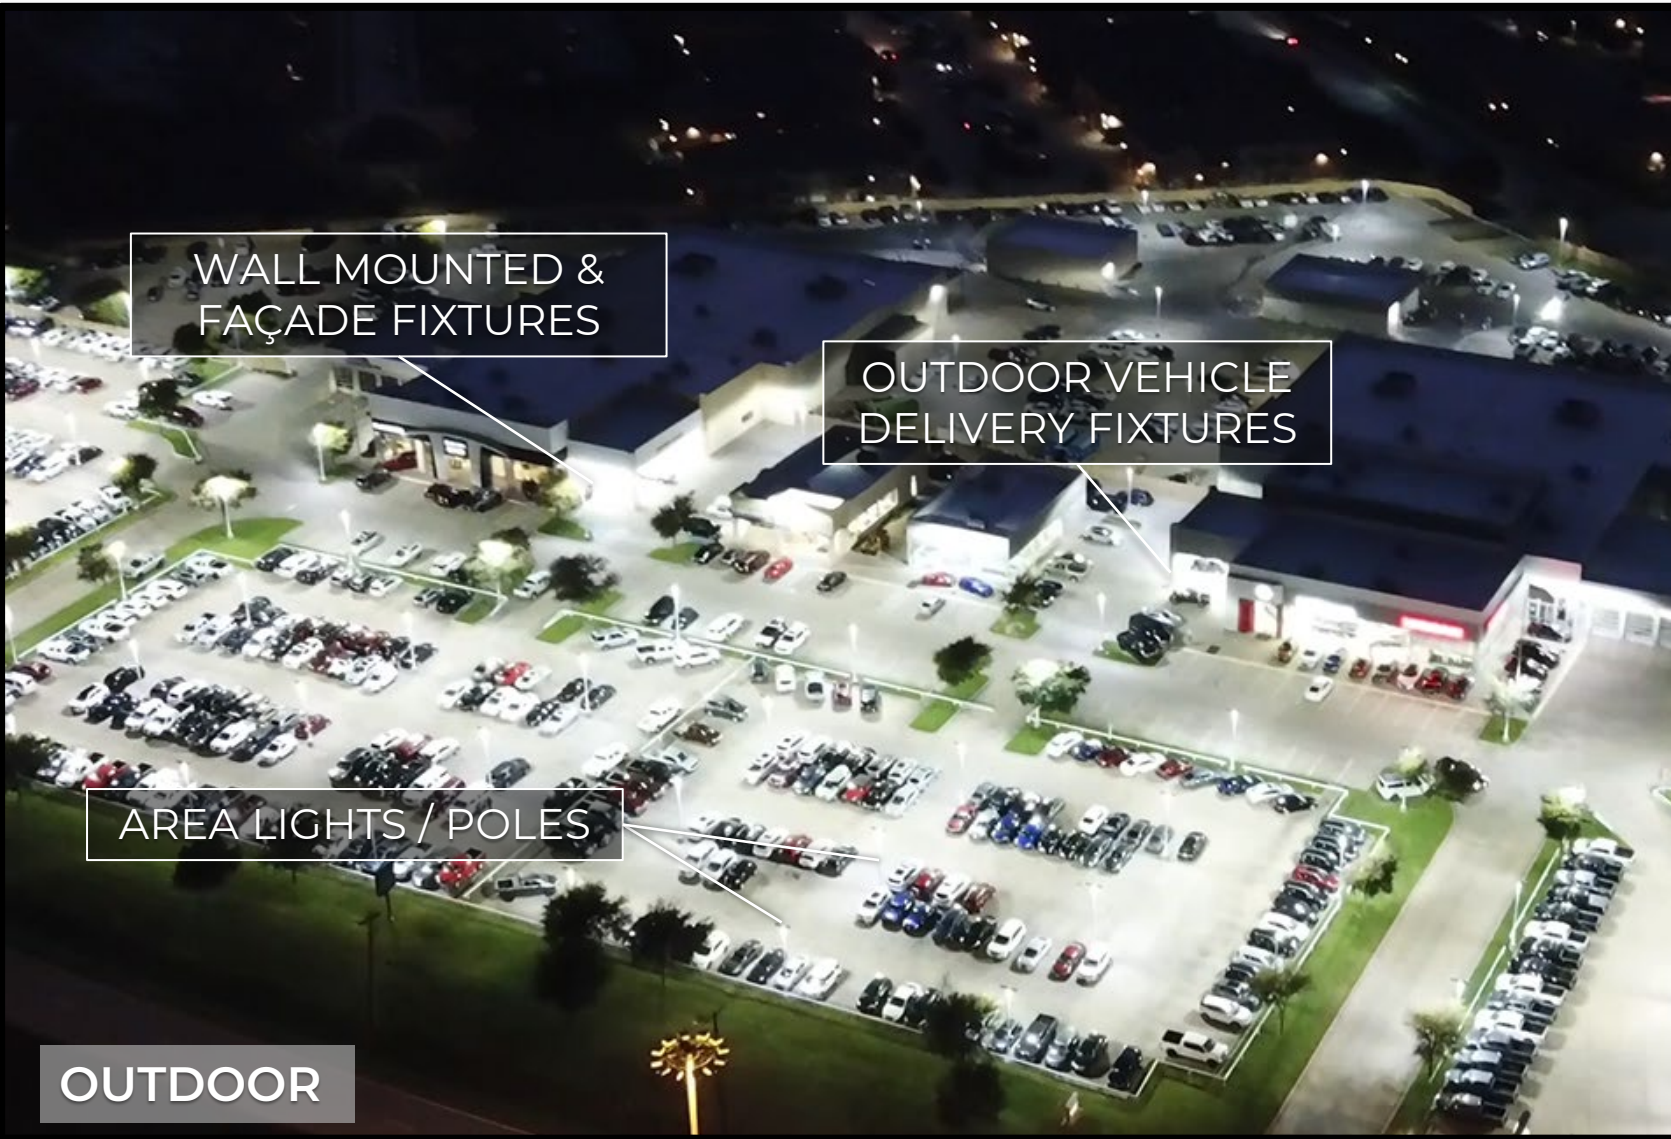 WALL MOUNTED &
FAÇADE FIXTURES
OUTDOOR VEHICLE
DELIVERY FIXTURES
AREA LIGHTS / POLES
OUTDOOR